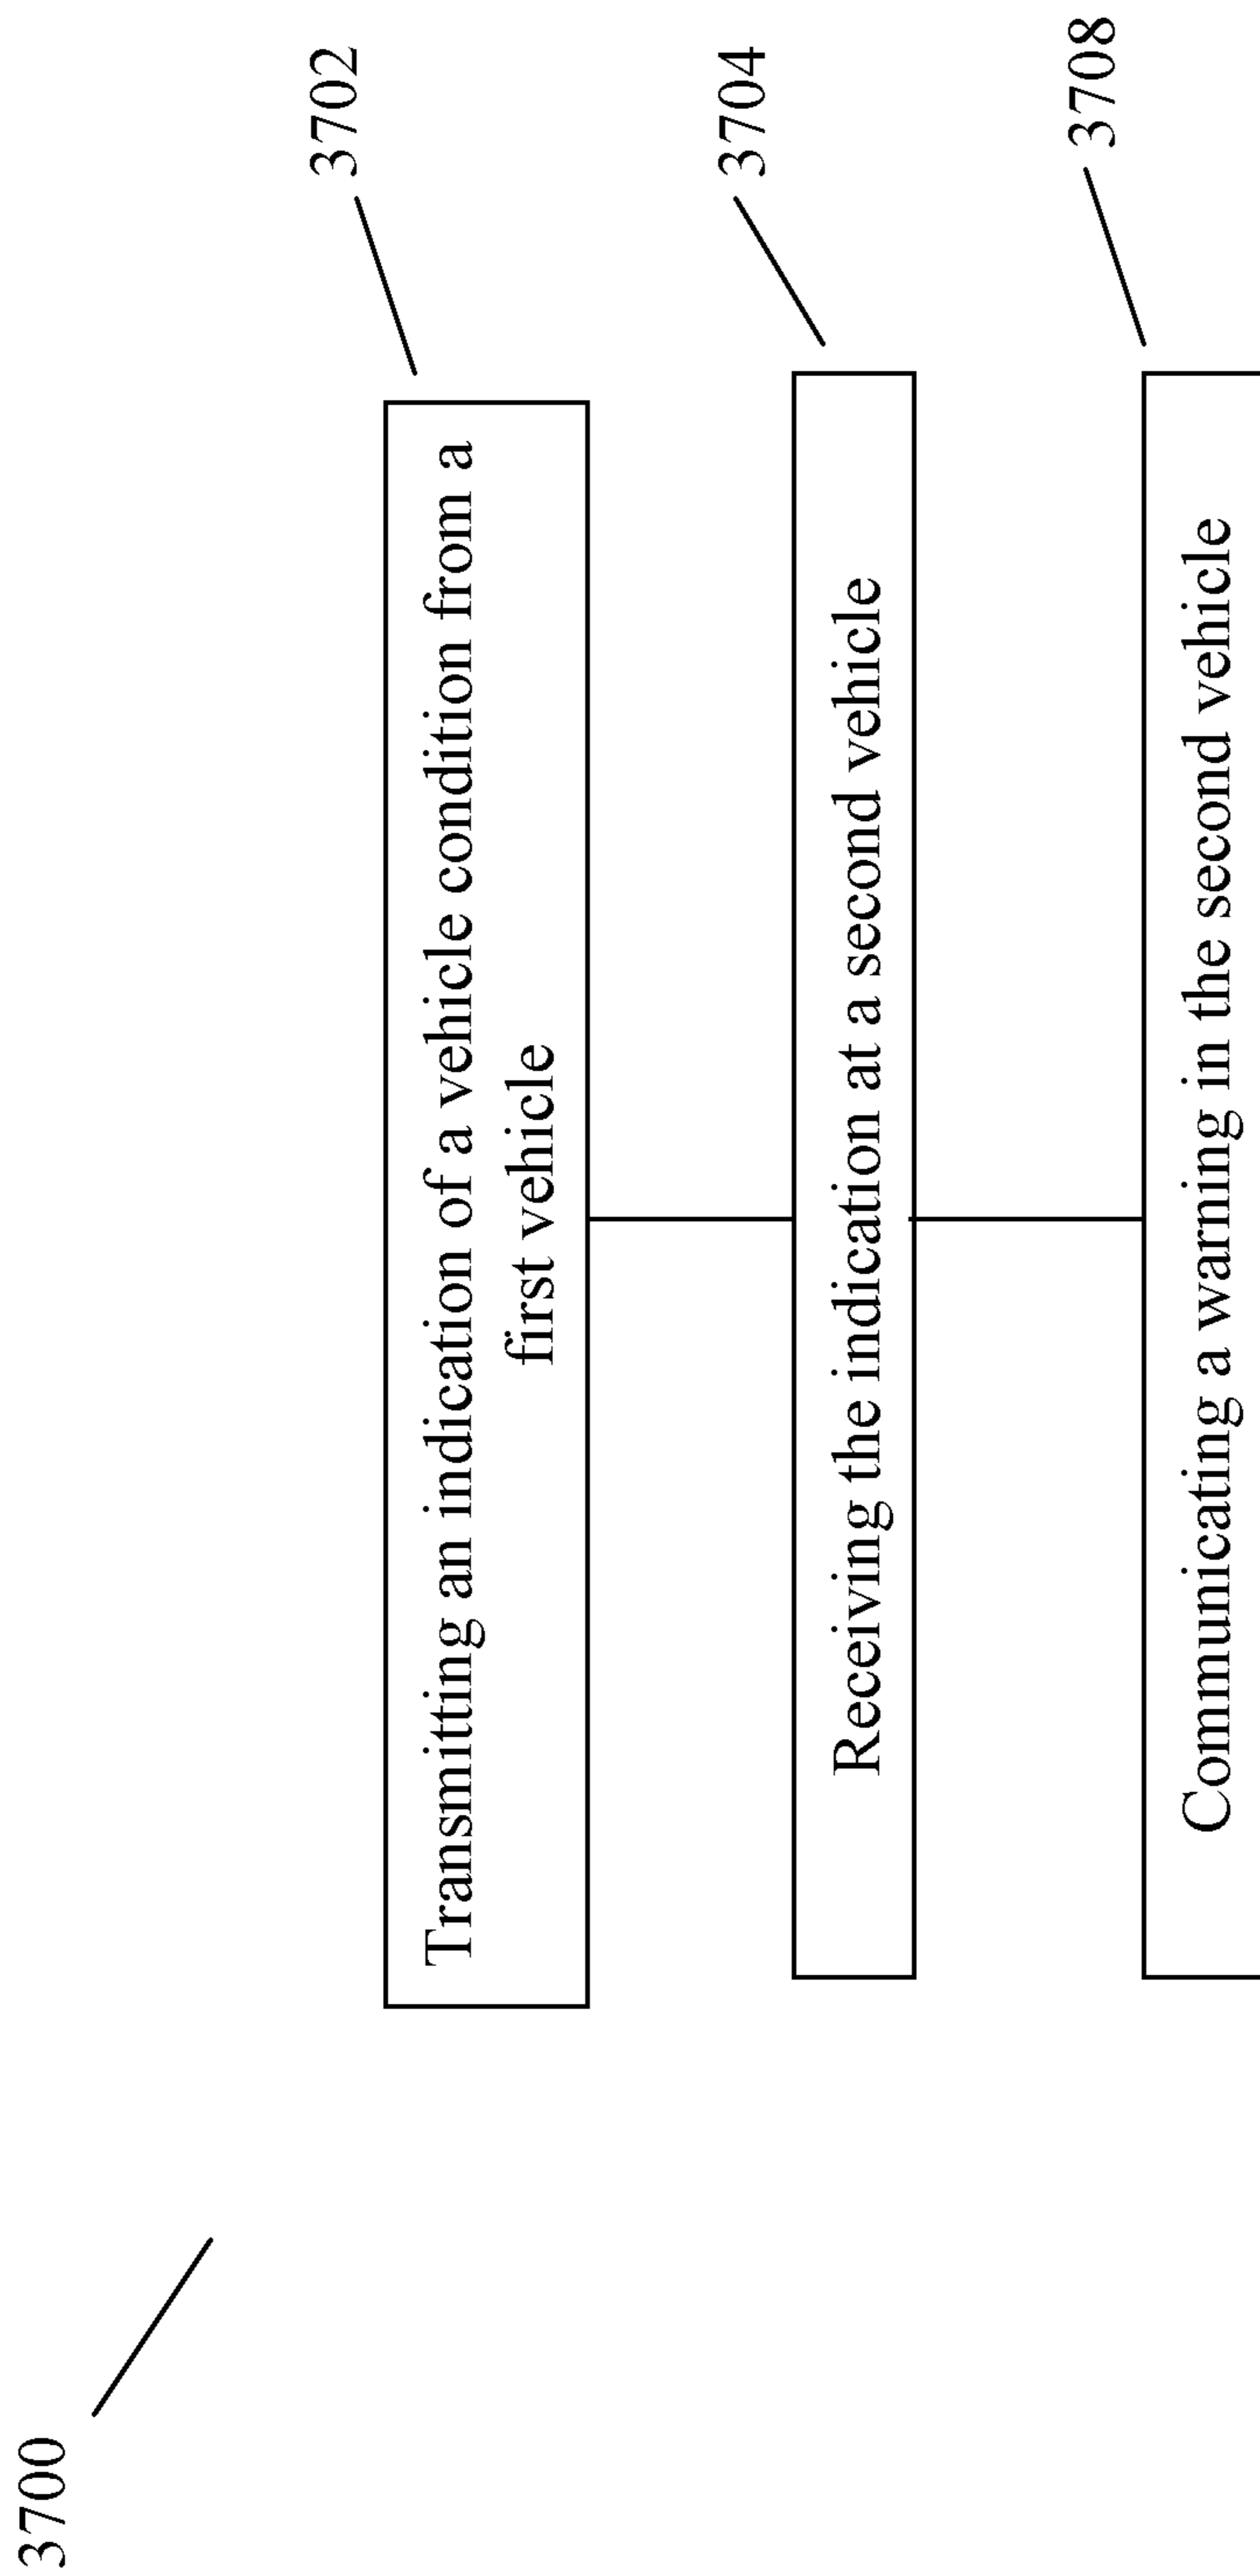 3700
3702
Transmitting an indication of a vehicle condition from a
first vehicle
3704
Receiving the indication at a second vehicle
3708
Communicating a warning in the second vehicle